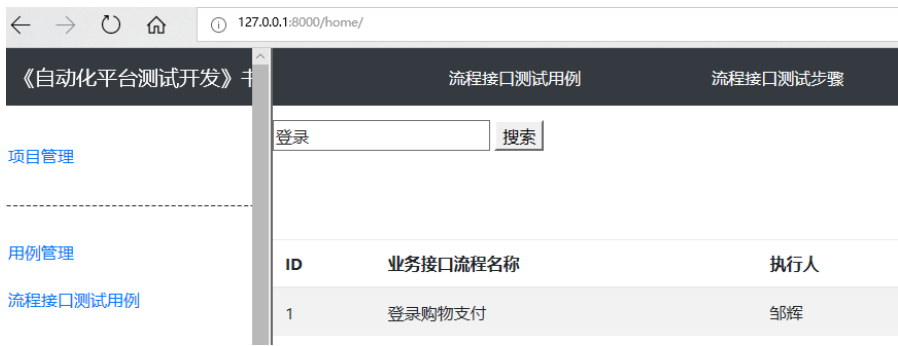 127.0.0.1:8000/home/
《自动化平台测试开发》书
流程接口测试用例
流程接口测试步骤
登录
搜索
项目管理
用例管理
流程接口测试用例
ID 业务接口流程名称 执行人
1 登录购物支付 邹辉